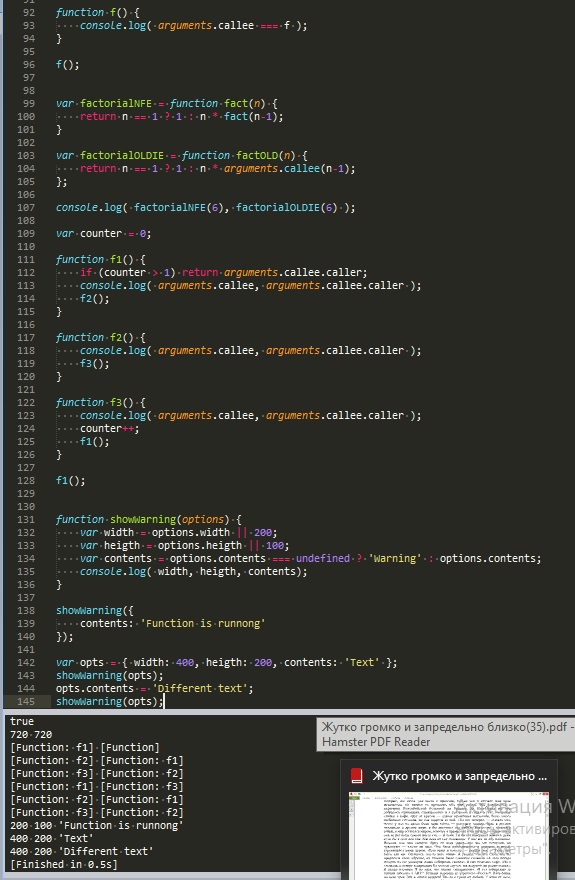 91
92 function f() {
93 console.log( arguments.callee === f );
94 }
95
96 f();
97
98
99 var factorialNFE = function fact(n) {
100 return n == 1 ? 1 : n * fact(n-1);
101 }
102
103 var factorialOLDIE = function factOLD(n) {
104 return n == 1 ? 1 : n * arguments.callee(n-1);
105 };
106
107 console.log( factorialNFE(6), factorialOLDIE(6) );
108
109 var counter = 0;
110
111 function f1() {
112 if (counter > 1) return arguments.callee.caller;
113 console.log( arguments.callee, arguments.callee.caller );
114 f2();
115 }
116
117 function f2() {
118 console.log( arguments.callee, arguments.callee.caller );
119 f3();
120 }
121
122 function f3() {
123 console.log( arguments.callee, arguments.callee.caller );
124 counter++;
125 f1();
126 }
127
128 f1();
129
130
131 function showWarning(options) {
132 var width = options.width || 200;
133 var heigth = options.heigth || 100;
134 var contents = options.contents === undefined ? 'Warning' : options.contents;
135 console.log( width, heigth, contents);
136 }
137
138 showWarning({
139 contents: 'Function is runnong'
140 });
141
142 var opts = { width: 400, heigth: 200, contents: 'Text' };
143 showWarning(opts);
144 opts.contents = 'Different text';
145 showWarning(opts);
true
720 720
[Function: f1] [Function]
[Function: f2] [Function: f1]
[Function: f3] [Function: f2]
[Function: f1] [Function: f3]
[Function: f2] [Function: f1]
[Function: f3] [Function: f2]
200 100 'Function is runnong'
400 200 'Text'
400 200 'Different text'
[Finished in 0.5s]
Жутко громко и запредельно близко(35).pdf -
Hamster PDF Reader
Жутко громко и запредельно ...